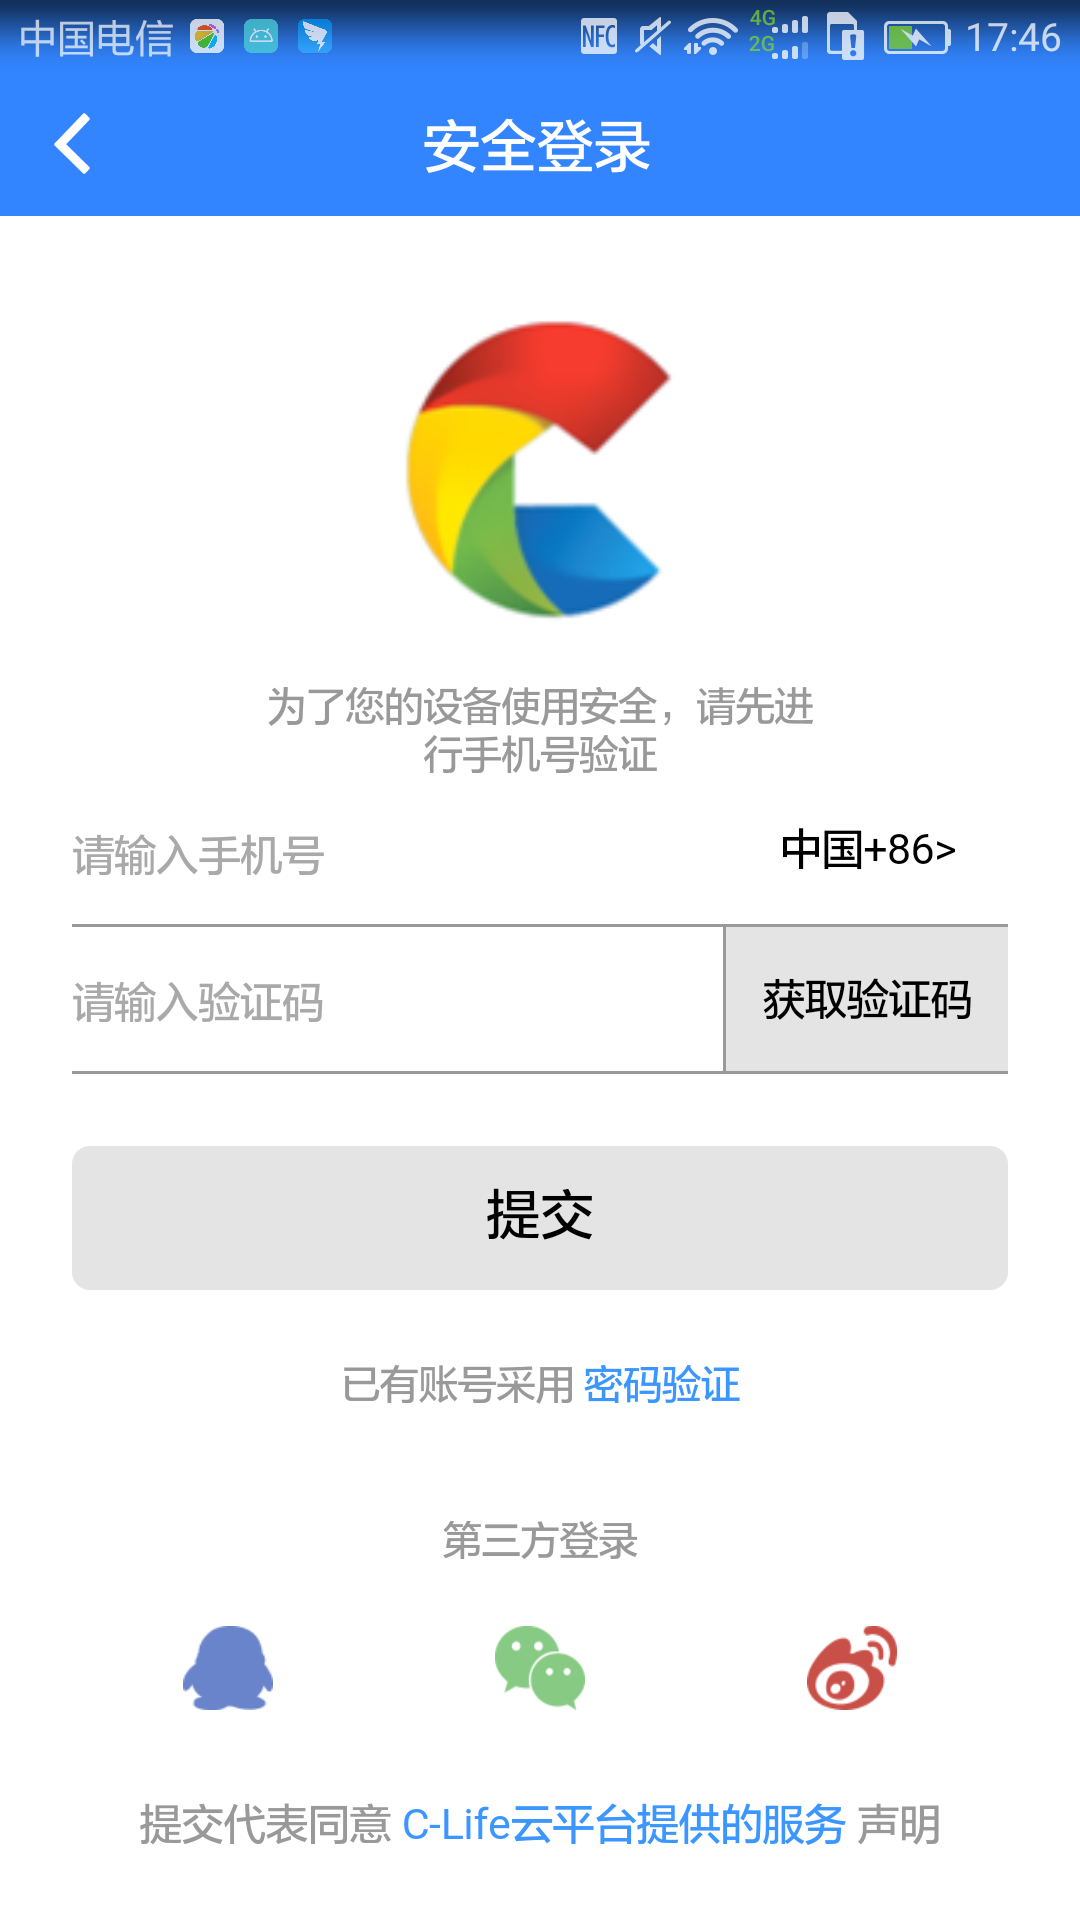 中国电信 NFC 4G 2G 17:46
安全登录
为了您的设备使用安全，请先进
行手机号验证
请输入手机号 中国+86>
请输入验证码 获取验证码
提交
已有账号采用 密码验证
第三方登录
提交代表同意 C-Life云平台提供的服务 声明